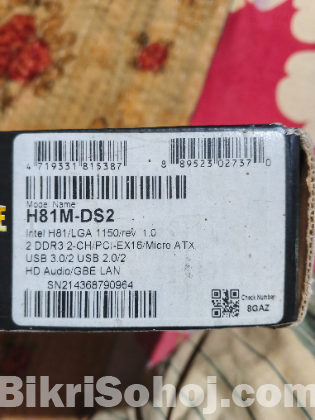 4 719331 815387
8 89523 02737 0
Model Name
H81M-DS2
Intel H81/LGA 1150/rev 1.0
2 DDR3 2-CH/PCI-EX16/Micro ATX
USB 3.0/2 USB 2.0/2
HD Audio/GBE LAN
SN214368790964
Check Number
8GAZ
BikriSohoj.com